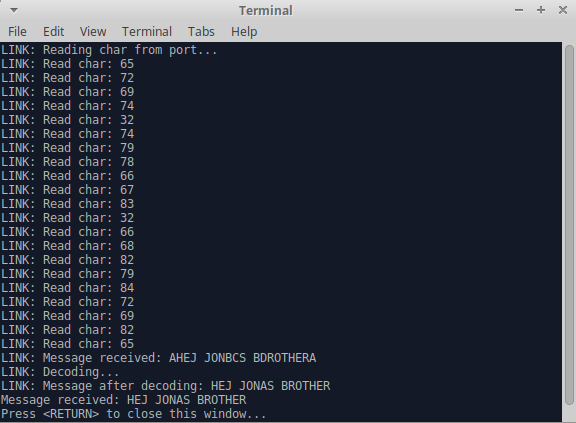 Terminal
File Edit View Terminal Tabs Help
LINK: Reading char from port...
LINK: Read char: 65
LINK: Read char: 72
LINK: Read char: 69
LINK: Read char: 74
LINK: Read char: 32
LINK: Read char: 74
LINK: Read char: 79
LINK: Read char: 78
LINK: Read char: 66
LINK: Read char: 67
LINK: Read char: 83
LINK: Read char: 32
LINK: Read char: 66
LINK: Read char: 68
LINK: Read char: 82
LINK: Read char: 79
LINK: Read char: 84
LINK: Read char: 72
LINK: Read char: 69
LINK: Read char: 82
LINK: Read char: 65
LINK: Message received: AHEJ JONBCS BDROTHERA
LINK: Decoding...
LINK: Message after decoding: HEJ JONAS BROTHER
Message received: HEJ JONAS BROTHER
Press <RETURN> to close this window...